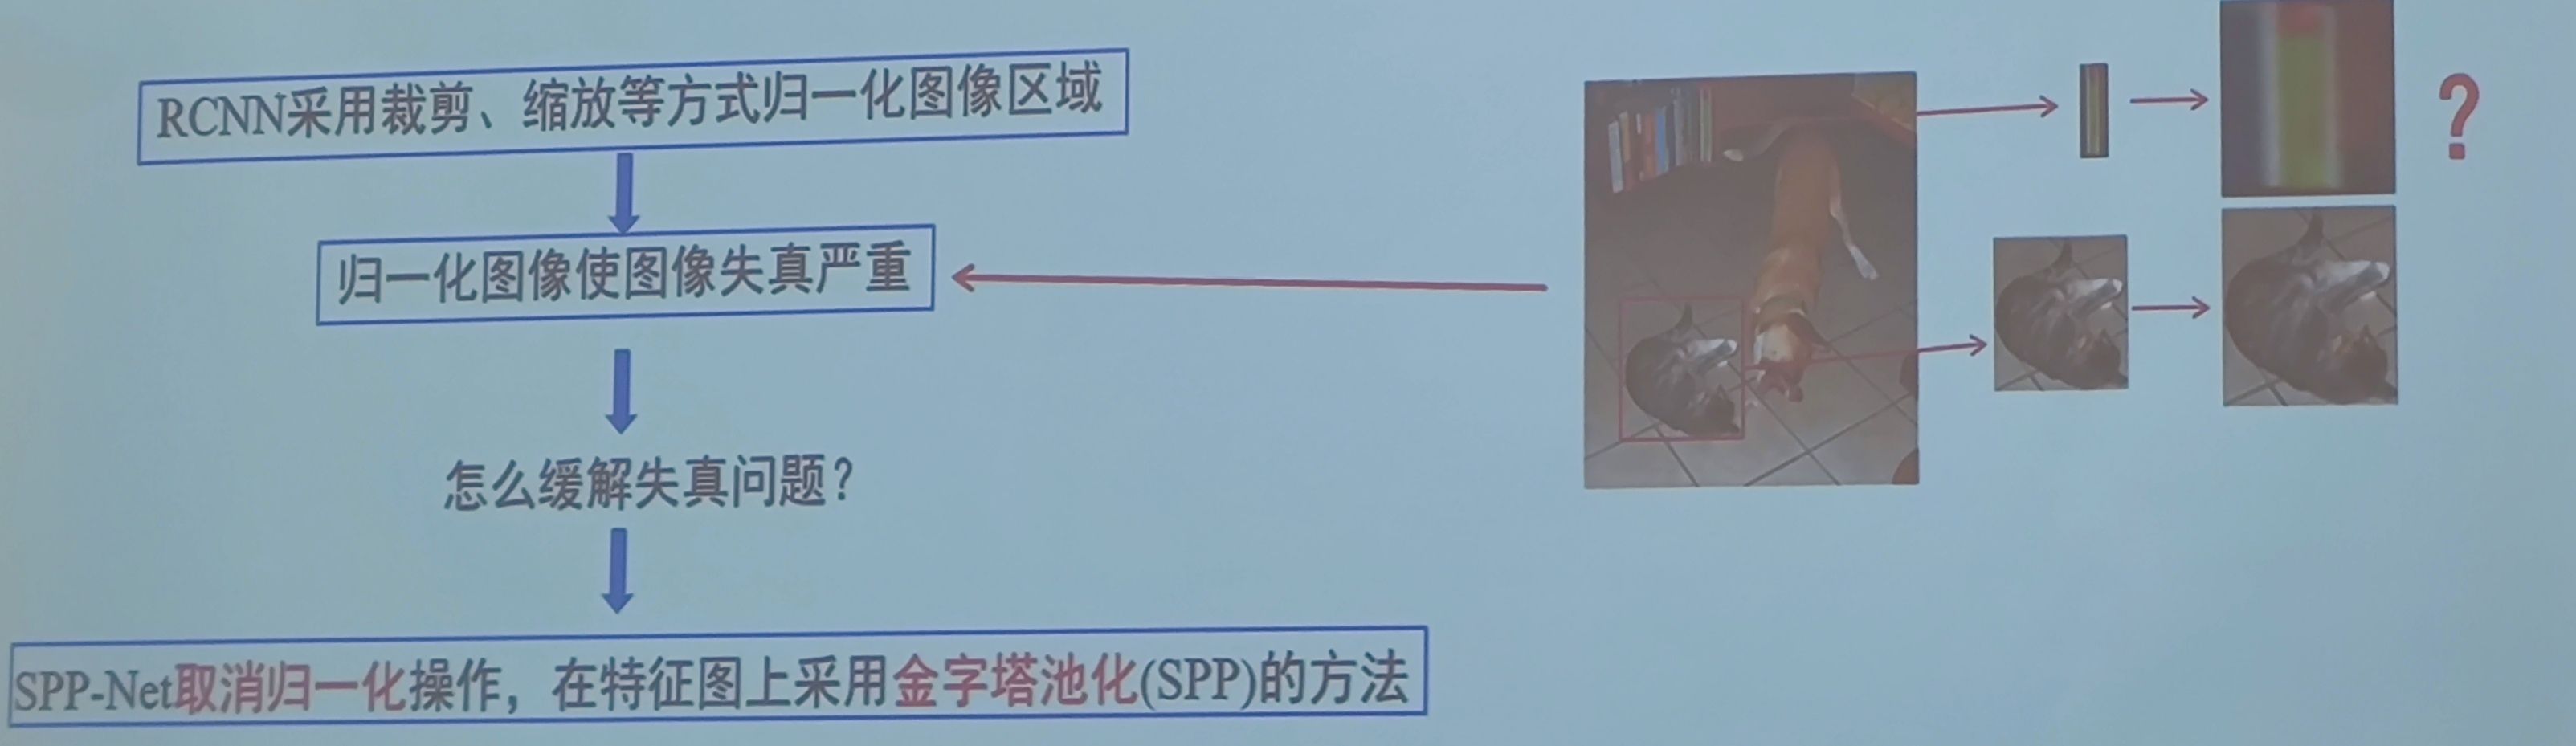 RCNN采用裁剪、缩放等方式归一化图像区域
归一化图像使图像失真严重
怎么缓解失真问题？
SPP-Net取消归一化操作，在特征图上采用金字塔池化(SPP)的方法
?